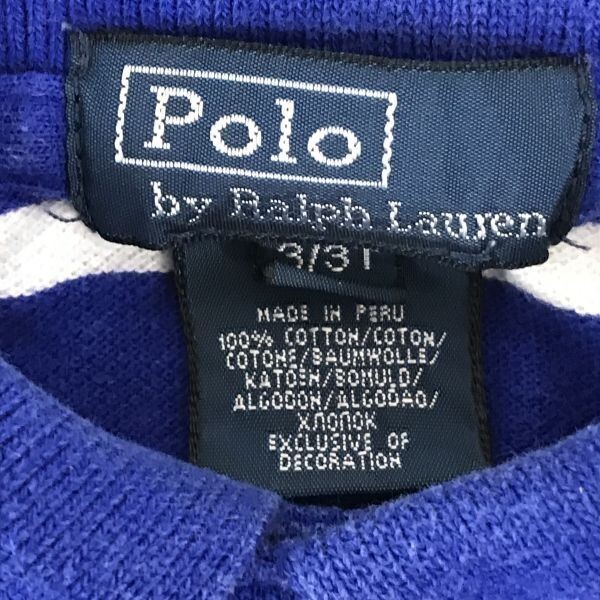 Polo
by Ralph Lauren
3/3T
MADE IN PERU
100% COTTON/COTON/
COTONE/BAUMWOLLE/
KATOEN/BOMULD/
ALGODON/ALGODAO/
ХЛОПОК
EXCLUSIVE OF
DECORATION